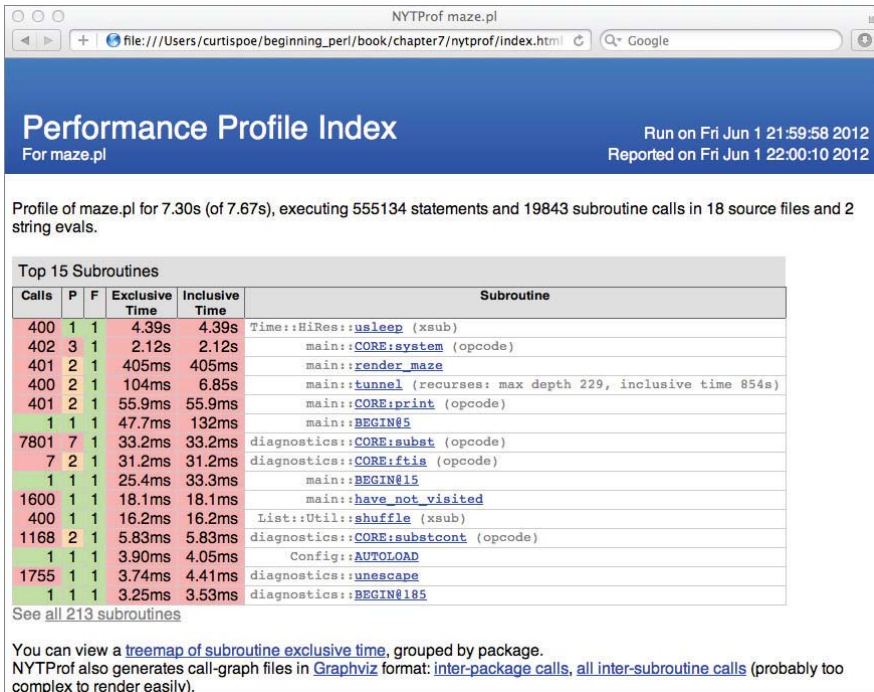 NYTProf maze.pl
file:///Users/curtispoe/beginning_perl/book/chapter7/nytprof/index.html
Google
Performance Profile Index
For maze.pl
Run on Fri Jun 1 21:59:58 2012
Reported on Fri Jun 1 22:00:10 2012
Profile of maze.pl for 7.30s (of 7.67s), executing 555134 statements and 19843 subroutine calls in 18 source files and 2
string evals.
Top 15 Subroutines
Calls P F Exclusive Time Inclusive Time Subroutine
400 1 1 4.39s 4.39s Time::HiRes::usleep (xsub)
402 3 1 2.12s 2.12s main::CORE:system (opcode)
401 2 1 405ms 405ms main::render_maze
400 2 1 104ms 6.85s main::tunnel (recurses: max depth 229, inclusive time 854s)
401 2 1 55.9ms 55.9ms main::CORE:print (opcode)
1 1 1 47.7ms 132ms main::BEGIN@5
7801 7 1 33.2ms 33.2ms diagnostics::CORE:subst (opcode)
7 2 1 31.2ms 31.2ms diagnostics::CORE:ftis (opcode)
1 1 1 25.4ms 33.3ms main::BEGIN@15
1600 1 1 18.1ms 18.1ms main::have_not_visited
400 1 1 16.2ms 16.2ms List::Util::shuffle (xsub)
1168 2 1 5.83ms 5.83ms diagnostics::CORE:substcont (opcode)
1 1 1 3.90ms 4.05ms Config::AUTOLOAD
1755 1 1 3.74ms 4.41ms diagnostics::unescape
1 1 1 3.25ms 3.53ms diagnostics::BEGIN@185
See all 213 subroutines
You can view a treemap of subroutine exclusive time, grouped by package.
NYTProf also generates call-graph files in Graphviz format: inter-package calls, all inter-subroutine calls (probably too
complex to render easily).